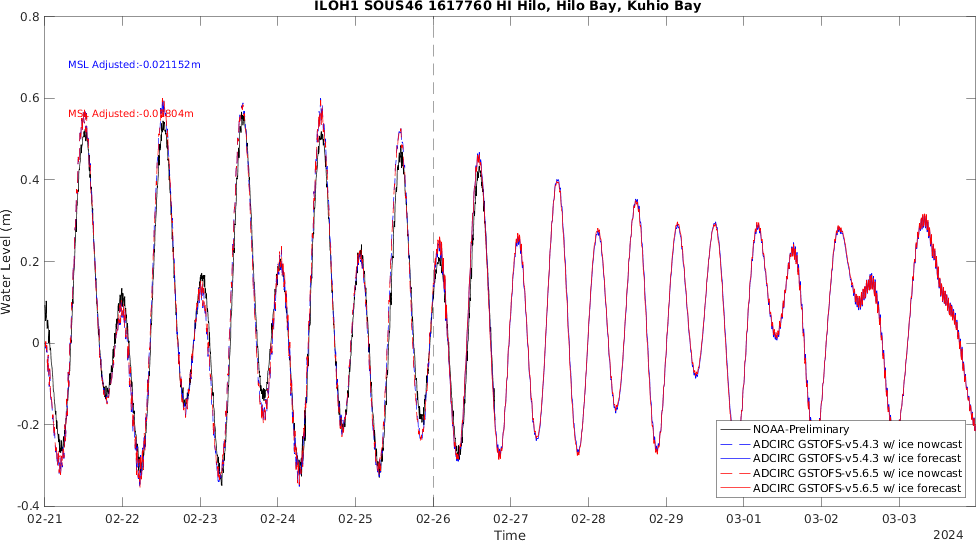 ILOH1 SOUS46 1617760 HI Hilo, Hilo Bay, Kuhio Bay
0.8
MSL Adjusted:-0.021152m
0.6
MSL Adjusted:-0.01804m
0.4
0.2
0
-0.2
-0.4
Water Level (m)
NOAA-Preliminary
ADCIRC GSTOFS-v5.4.3 w/ ice nowcast
ADCIRC GSTOFS-v5.4.3 w/ ice forecast
ADCIRC GSTOFS-v5.6.5 w/ ice nowcast
ADCIRC GSTOFS-v5.6.5 w/ ice forecast
02-21 02-22 02-23 02-24 02-25 02-26 02-27 02-28 02-29 03-01 03-02 03-03
Time
2024